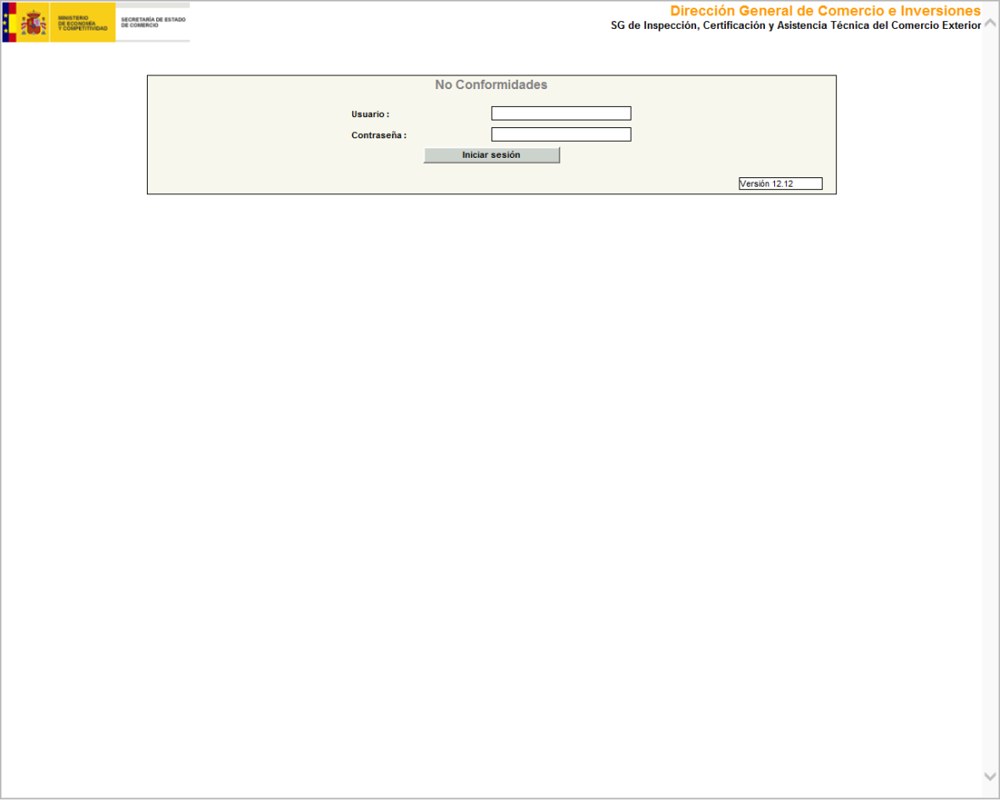 MINISTERIO
DE ECONOMÍA
Y COMPETITIVIDAD
SECRETARÍA DE ESTADO
DE COMERCIO
Dirección General de Comercio e Inversiones
SG de Inspección, Certificación y Asistencia Técnica del Comercio Exterior
No Conformidades
Usuario :
Contraseña :
Iniciar sesión
Versión 12.12